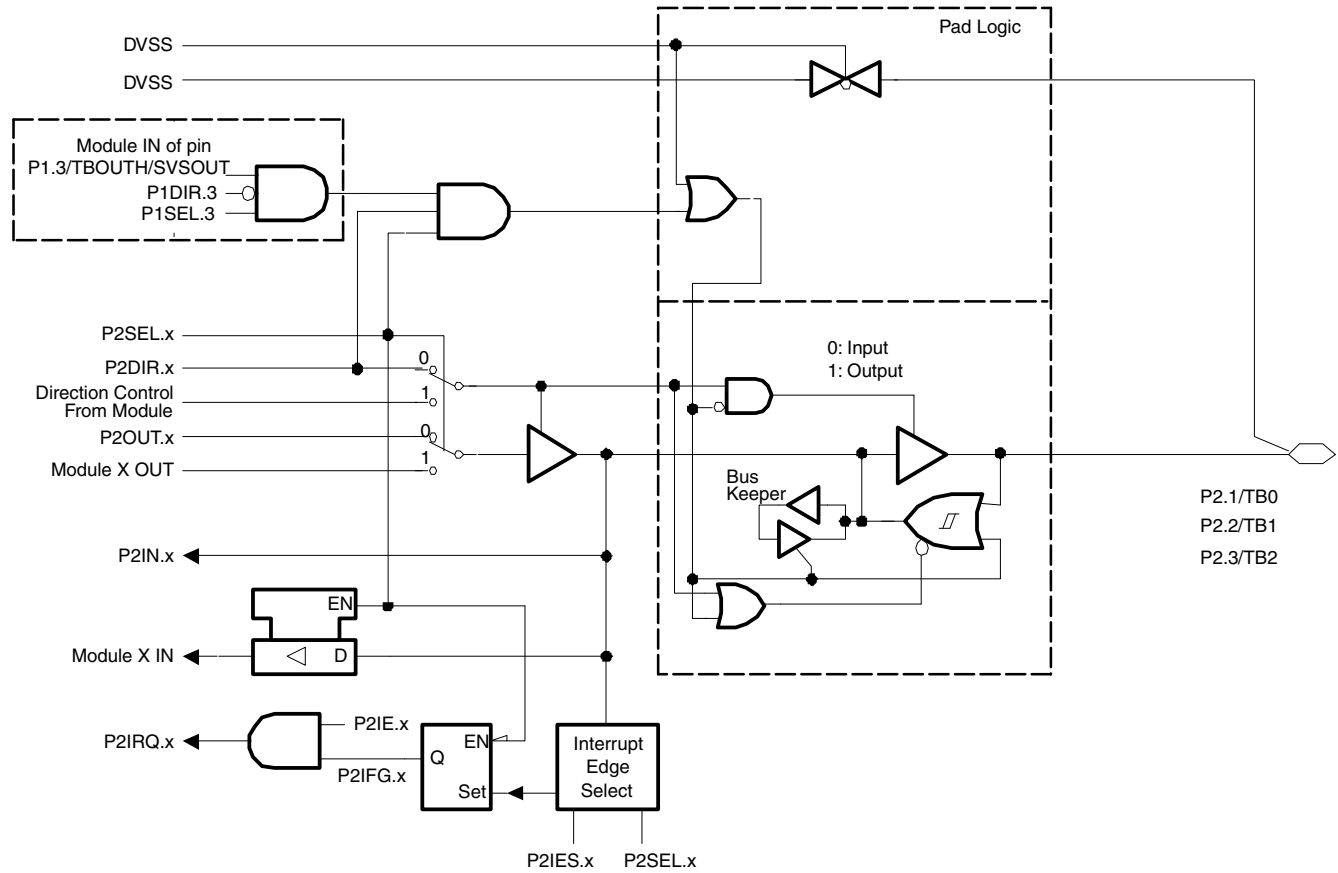 Pad Logic
DVSS
DVSS
Module IN of pin
P1.3/TBOUTH/SVSOUT
P1DIR.3
P1SEL.3
P2SEL.x
0: Input
1: Output
P2DIR.x
0
Direction Control
From Module
1
P2OUT.x
0
Module X OUT
1
Bus
Keeper
P2.1/TB0
P2.2/TB1
P2.3/TB2
P2IN.x
EN
Module X IN
D
P2IE.x
P2IRQ.x
EN
Q
P2IFG.x
Set
Interrupt
Edge
Select
P2IES.x
P2SEL.x